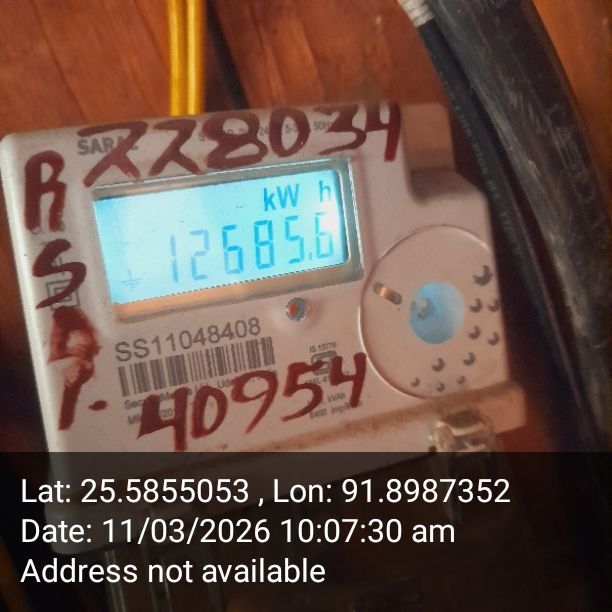 228034
kW h
12685.6
R
S
D
1-
SS11048408
40954
Lat: 25.5855053 , Lon: 91.8987352
Date: 11/03/2026 10:07:30 am
Address not available